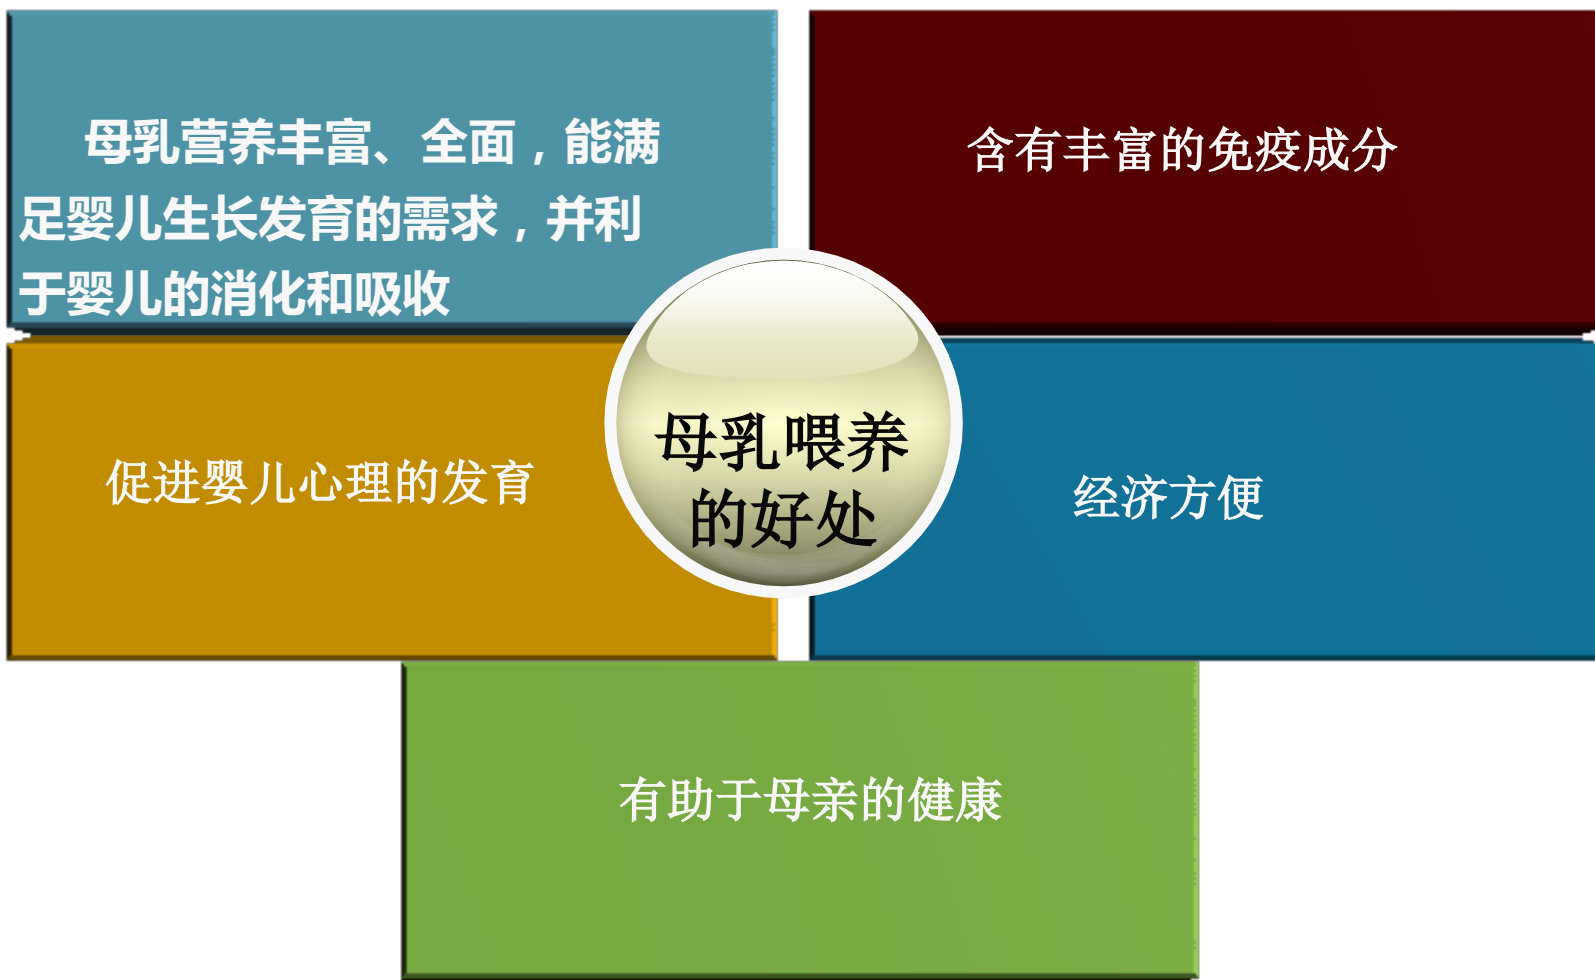 母乳营养丰富、全面，能满
足婴儿生长发育的需求，并利
于婴儿的消化和吸收
含有丰富的免疫成分
母乳喂养
的好处
促进婴儿心理的发育
经济方便
有助于母亲的健康